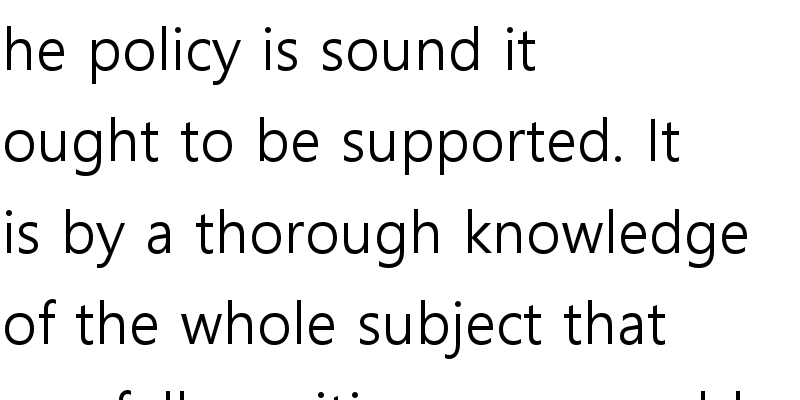 he policy is sound it
ought to be supported. It
is by a thorough knowledge
of the whole subject that